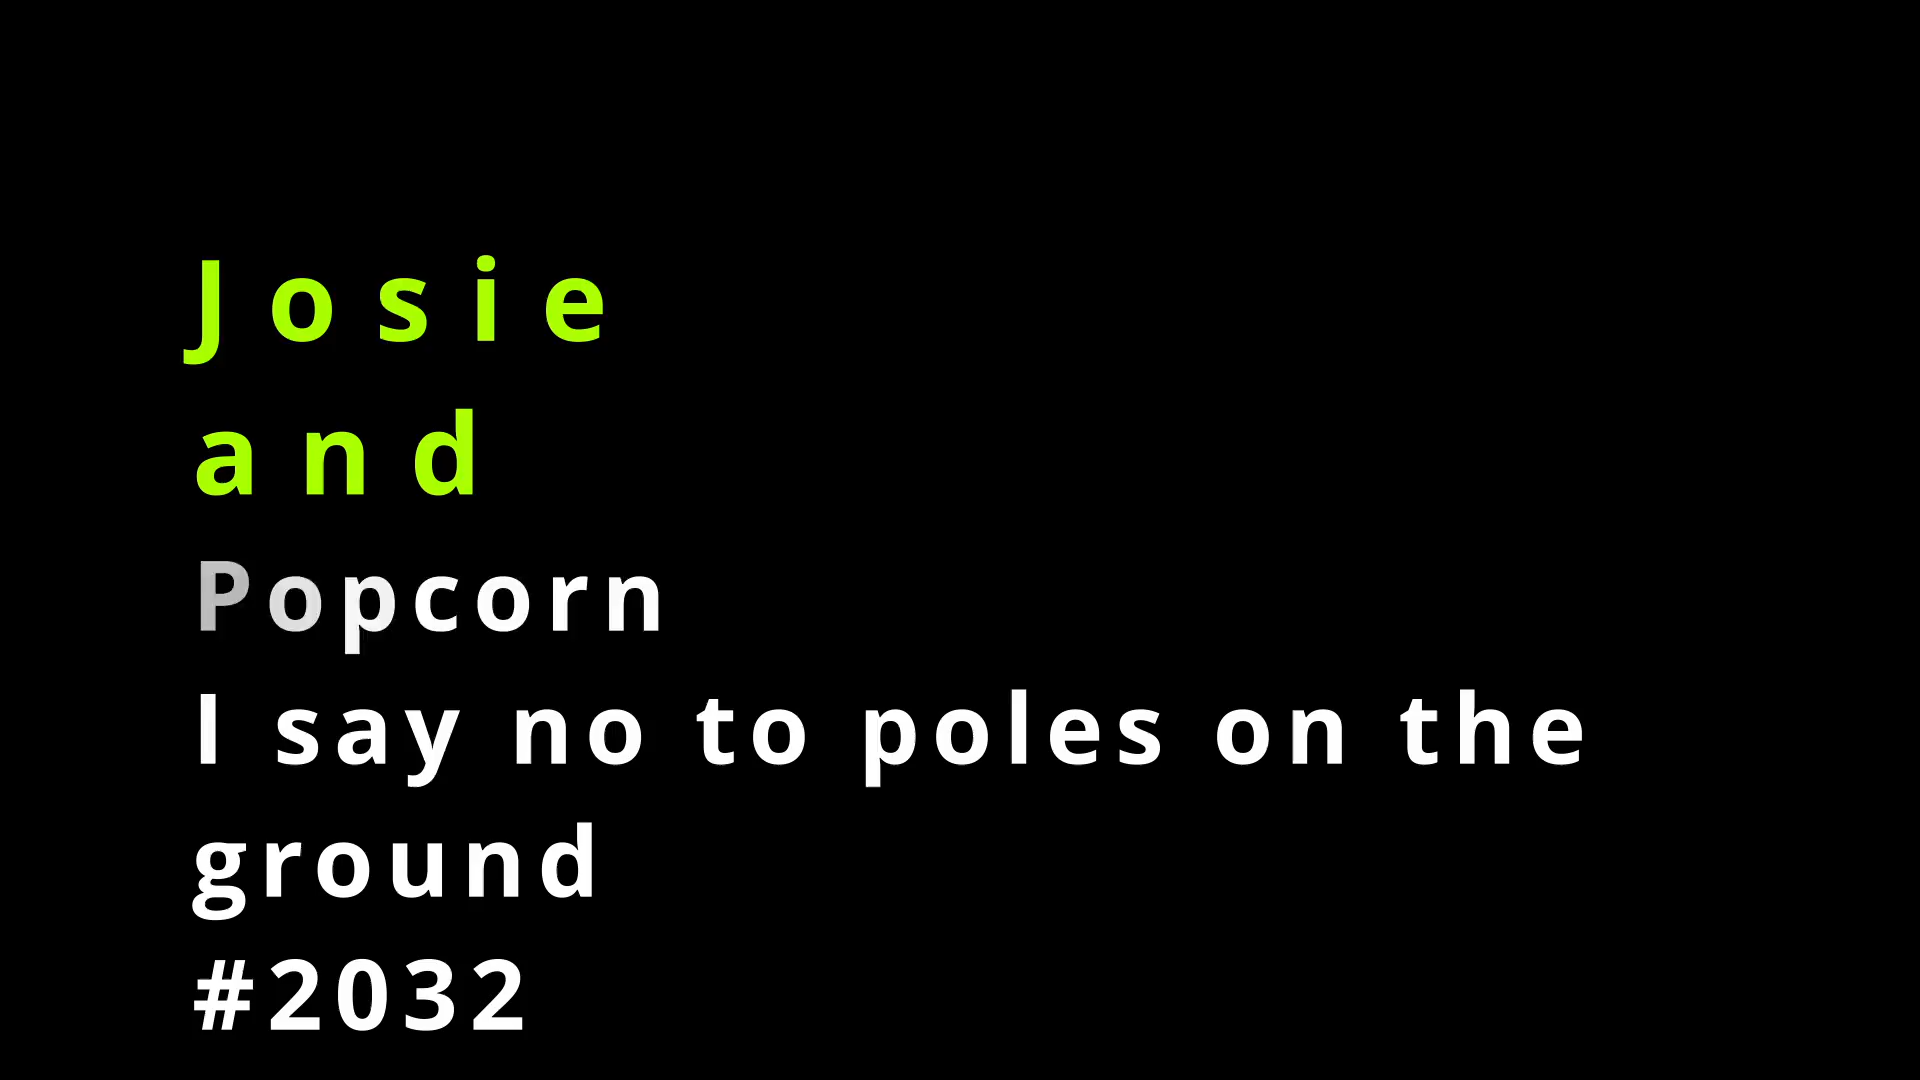 Josie
and
Popcorn
I say no to poles on the
ground
#2032